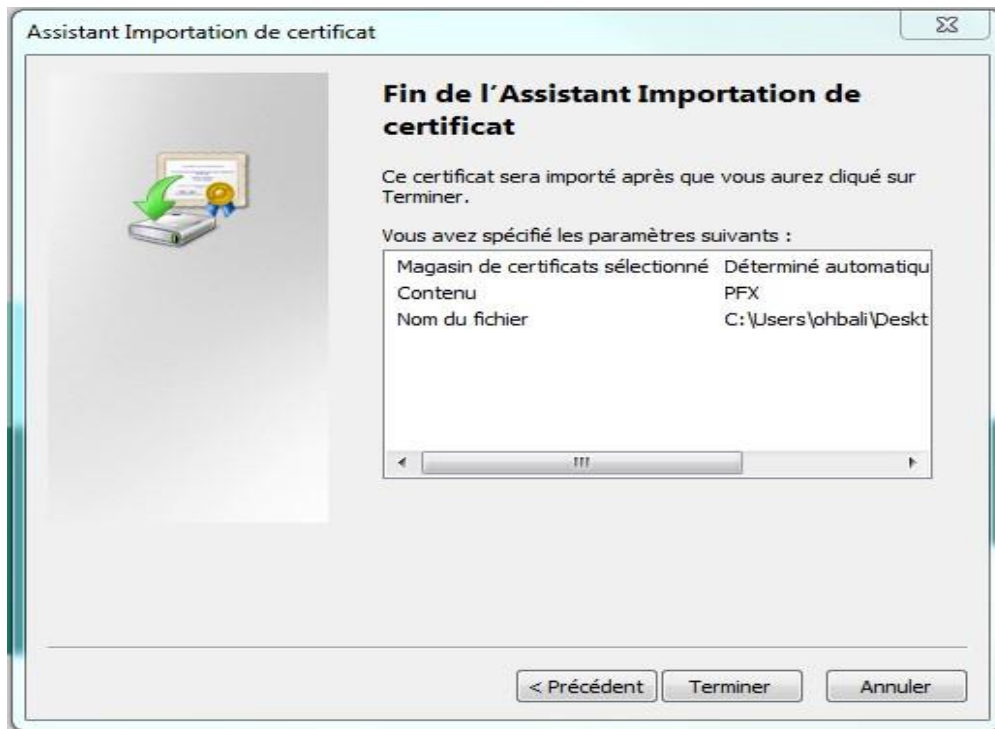 Assistant Importation de certificat
Fin de l'Assistant Importation de
certificat
Ce certificat sera importé après que vous aurez cliqué sur
Terminer.
Vous avez spécifié les paramètres suivants :
Magasin de certificats sélectionné Déterminé automatiqu
Contenu PFX
Nom du fichier C:\Users\ohbali\Deskt
< Précédent Terminer Annuler